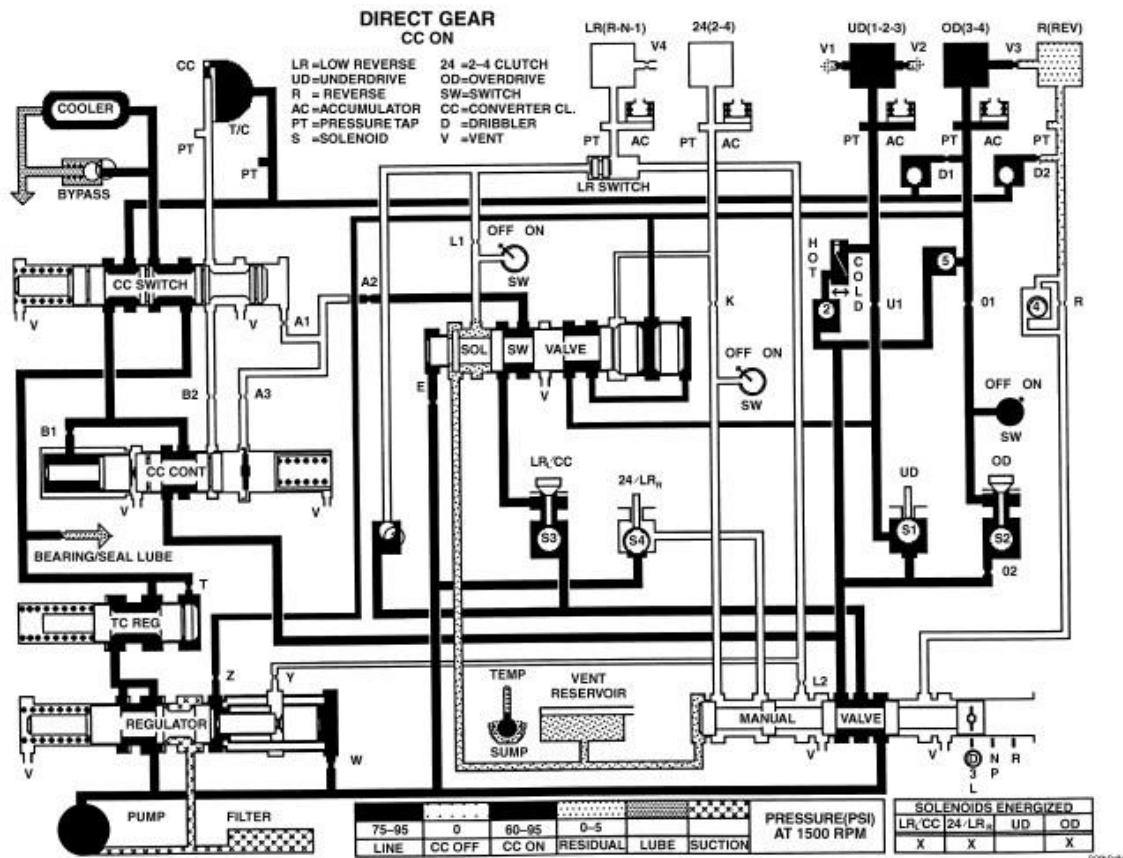 DIRECT GEAR
CC ON
LR =LOW REVERSE 24 =2-4 CLUTCH
UD=UNDERDRIVE OD=OVERDRIVE
R = REVERSE SW=SWITCH
AC=ACCUMULATOR CC=CONVERTER CL.
PT =PRESSURE TAP D =DRIBBLER
S =SOLENOID V =VENT
LR(R-N-1) 24(2-4) UD(1-2-3) OD(3-4) R(REV)
V4 V1 V2 V3
CC
COOLER
T/C
PT
PT
BYPASS
PT AC PT AC PT AC PT AC PT
LR SWITCH
D1 D2
L1 OFF ON
SW
HOT
COLD
CC SWITCH
V V
A1
A2
K
2
U1
5
01
4
R
SOL SW VALVE
E
V
OFF ON
SW
OFF ON
SW
B2 A3
B1
CC CONT
V V
LRL/CC
24/LRR
UD
OD
S3
S4
S1
S2
02
BEARING/SEAL LUBE
T
TC REG
Z Y
REGULATOR
V
W
TEMP
SUMP
VENT
RESERVOIR
L2
MANUAL VALVE
V V
D N R
3 P
L
PUMP
FILTER
75–95 0 60–95 0–5
LINE CC OFF CC ON RESIDUAL LUBE SUCTION
PRESSURE(PSI)
AT 1500 RPM
SOLENOIDS ENERGIZED
LRL/CC 24/LRR UD OD
X X X